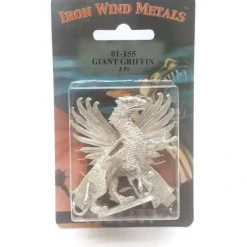 IRON WIND METALS
01-155
GIANT GRIFFIN